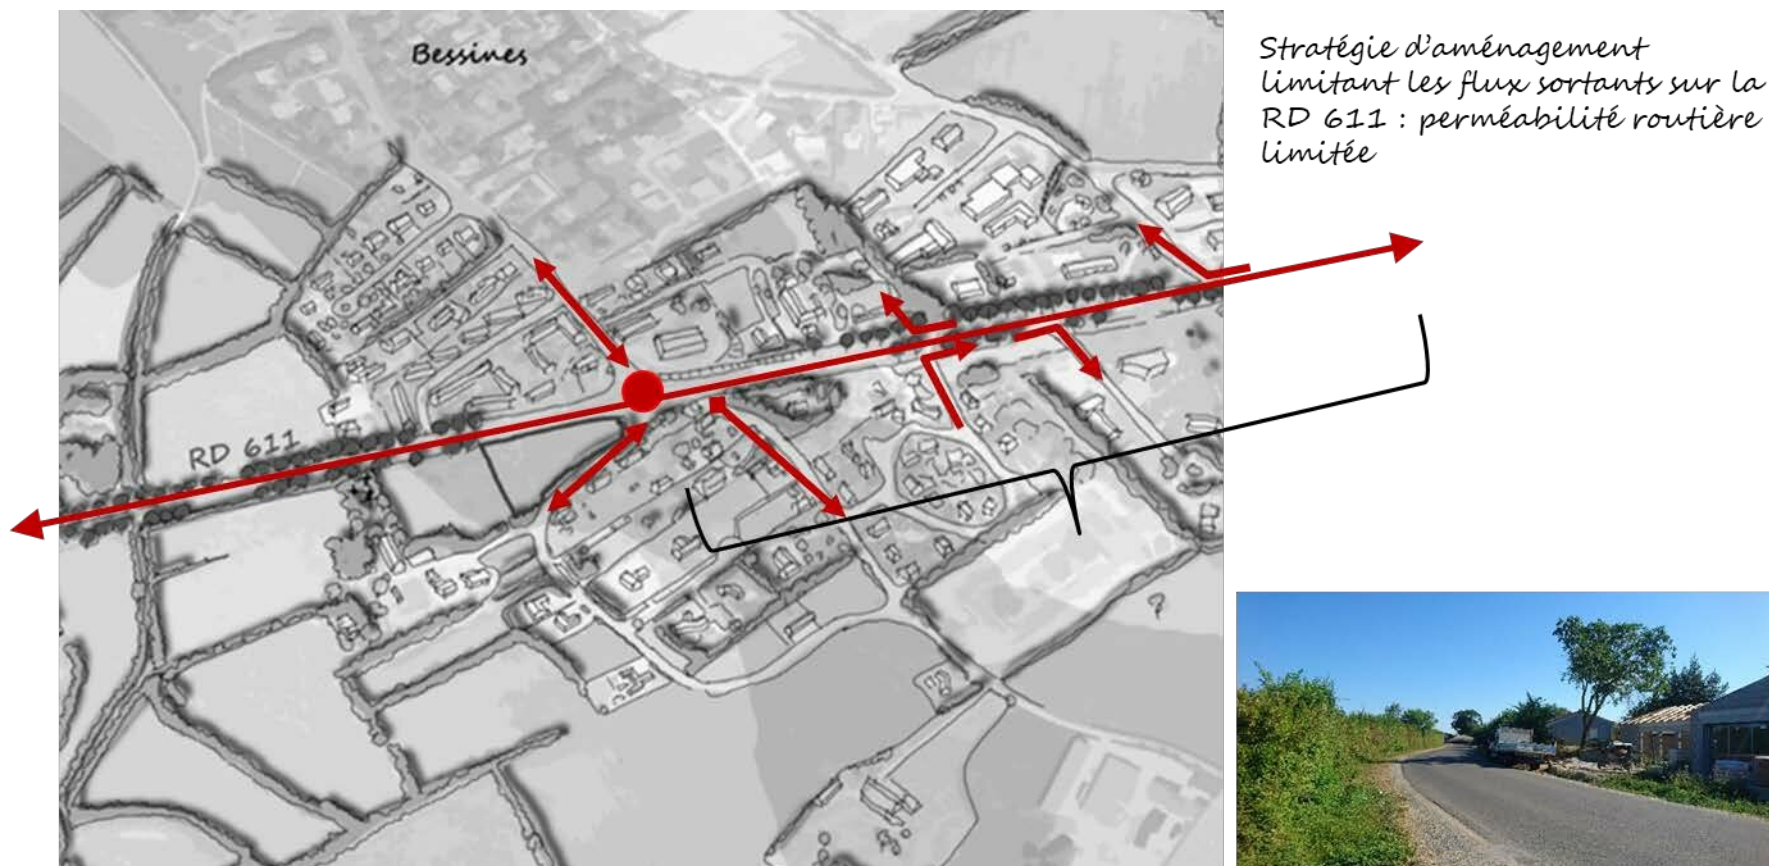 Bessines
Stratégie d'aménagement
limitant les flux sortants sur la
RD 611 : perméabilité routière
limitée
RD 611